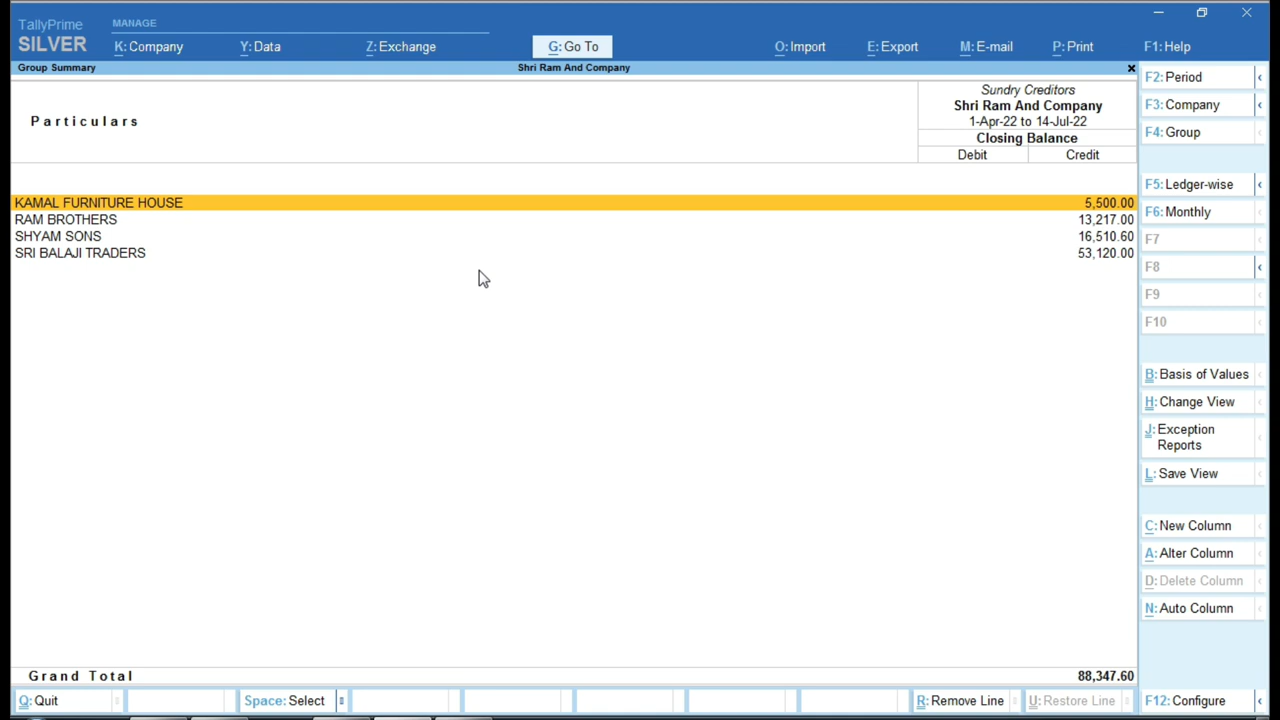 TallyPrime
MANAGE
SILVER
K: Company
Y: Data
Z: Exchange
G: Go To
O: Import
E: Export
M: E-mail
P: Print
F1: Help
Group Summary
Shri Ram And Company
Particulars
Sundry Creditors
Shri Ram And Company
1-Apr-22 to 14-Jul-22
Closing Balance
Debit Credit
KAMAL FURNITURE HOUSE 5,500.00
RAM BROTHERS 13,217.00
SHYAM SONS 16,510.60
SRI BALAJI TRADERS 53,120.00
Grand Total 88,347.60
F2: Period
F3: Company
F4: Group
F5: Ledger-wise
F6: Monthly
F7
F8
F9
F10
B: Basis of Values
H: Change View
J: Exception
Reports
L: Save View
C: New Column
A: Alter Column
D: Delete Column
N: Auto Column
Q: Quit
Space: Select
R: Remove Line
U: Restore Line
F12: Configure